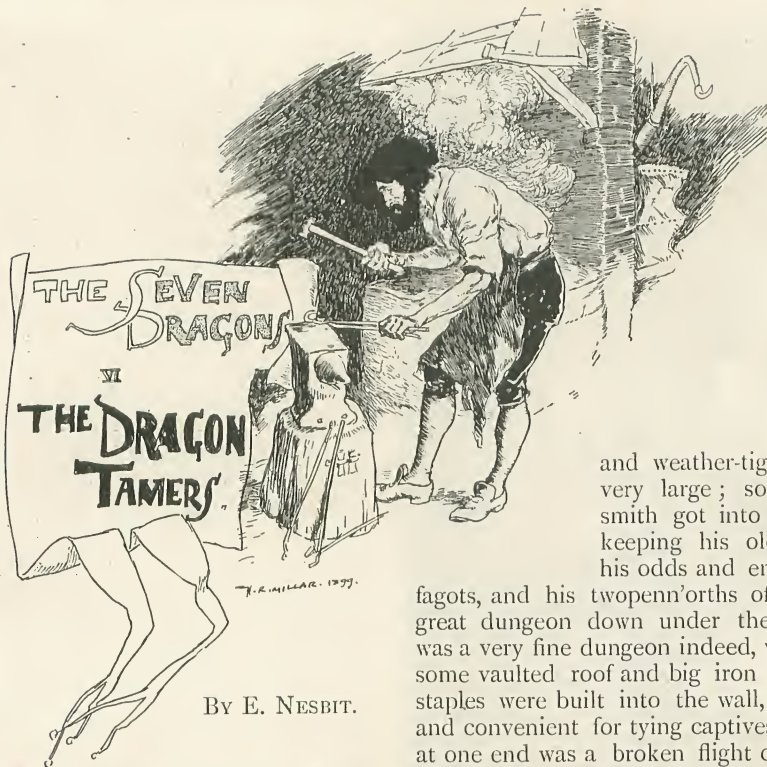 THE SEVEN
DRAGONS
VI
THE DRAGON
TAMERS.
H.R. MILLAR. 1899.
BY E. NESBIT.
and weather-tig
very large; so
smith got into
keeping his ol
his odds and en
fagots, and his twopenn'orths of
great dungeon down under the
was a very fine dungeon indeed,
some vaulted roof and big iron
staples were built into the wall,
and convenient for tying captives
at one end was a broken flight